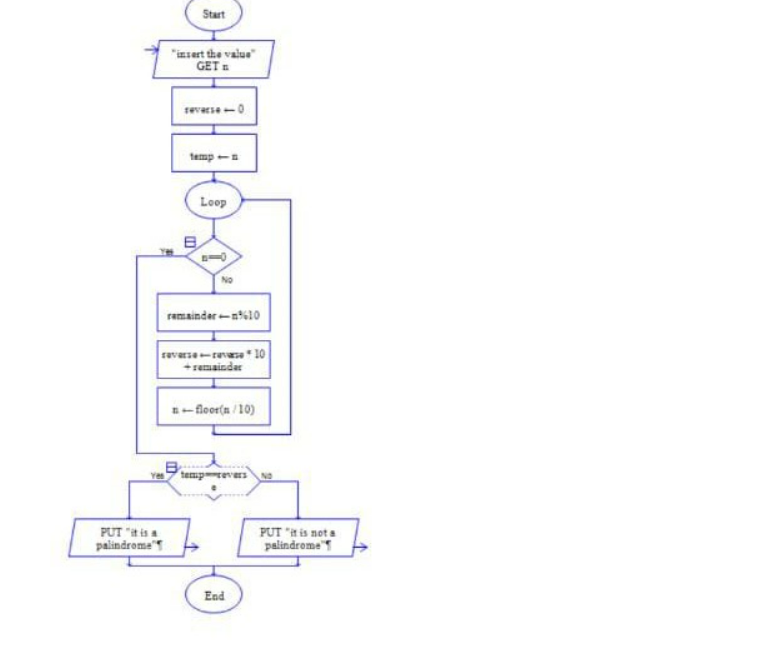 Start
"insert the value"
GET n
reverse ← 0
temp ← n
Loop
Yes
n==0
No
remainder ← n%10
reverse ← reverse * 10
+ remainder
n ← floor(n / 10)
Yes
temp==revers
e
No
PUT "it is a
palindrome"¶
PUT "it is not a
palindrome"¶
End